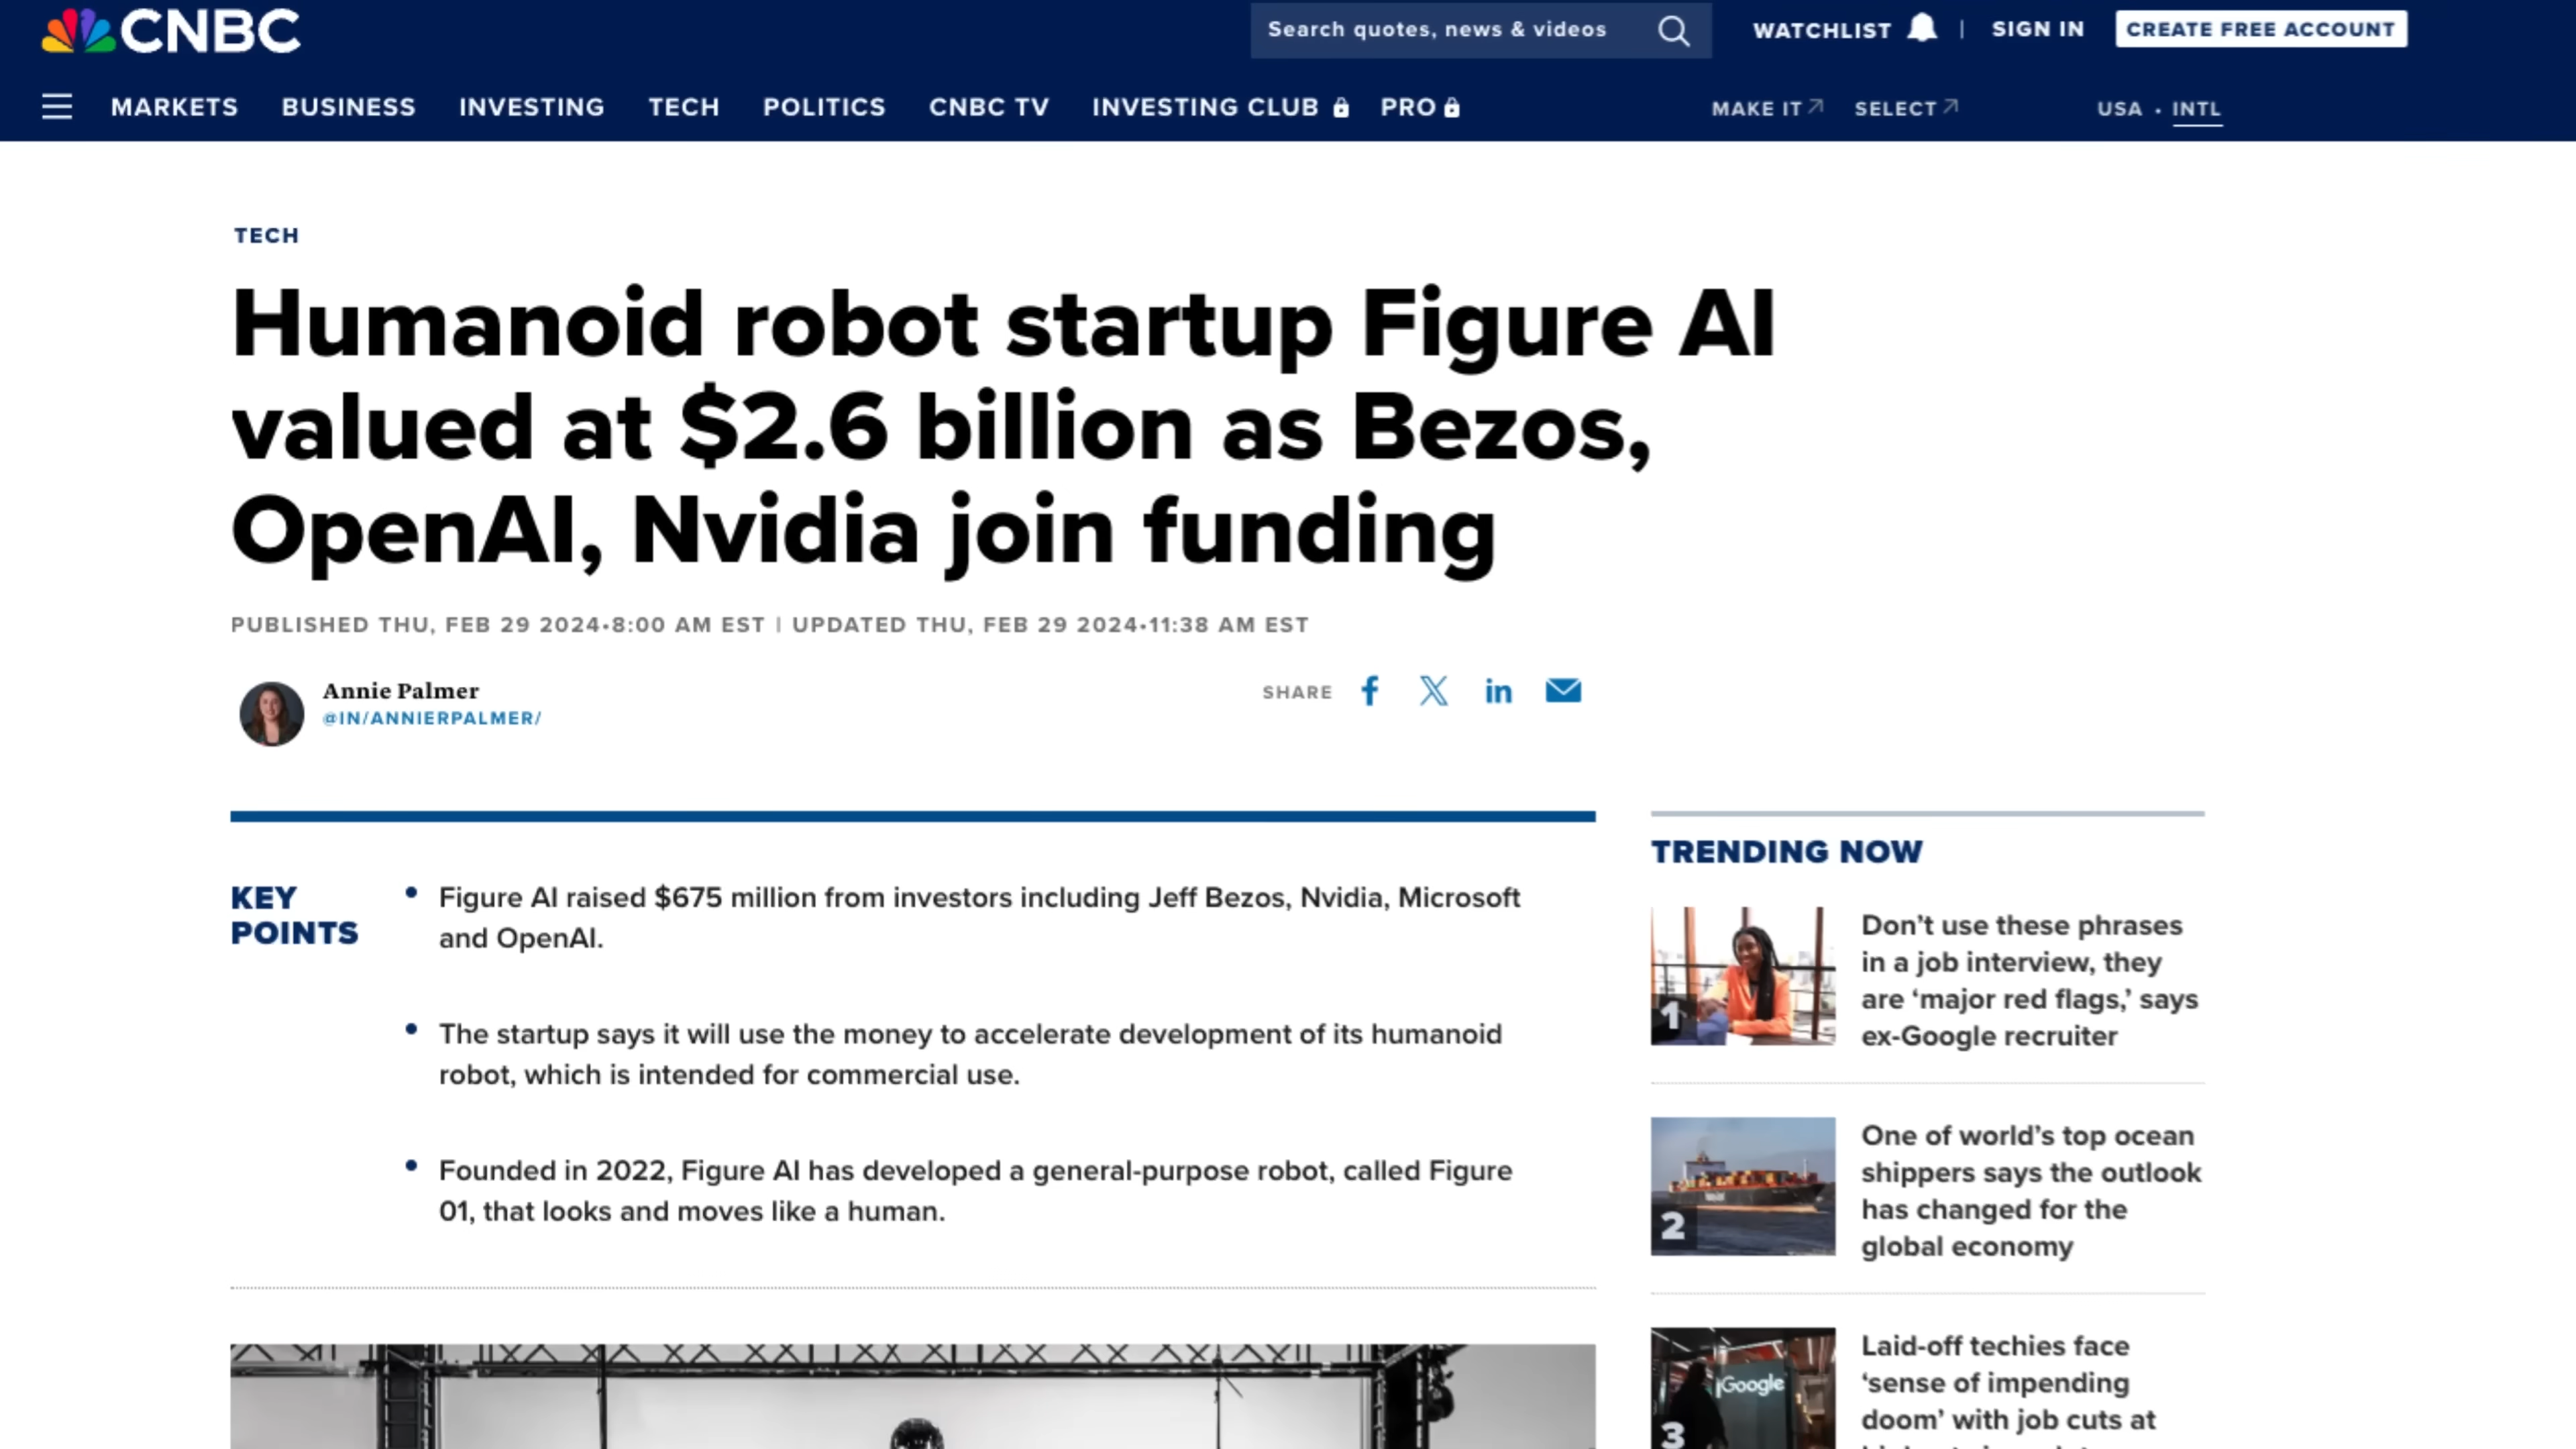 CNBC
Search quotes, news & videos
WATCHLIST
|
SIGN IN
CREATE FREE ACCOUNT
MARKETS
BUSINESS
INVESTING
TECH
POLITICS
CNBC TV
INVESTING CLUB
PRO
MAKE IT
SELECT
USA • INTL
TECH
Humanoid robot startup Figure AI
valued at $2.6 billion as Bezos,
OpenAI, Nvidia join funding
PUBLISHED THU, FEB 29 2024•8:00 AM EST | UPDATED THU, FEB 29 2024•11:38 AM EST
Annie Palmer
@IN/ANNIERPALMER/
SHARE
KEY
POINTS
• Figure AI raised $675 million from investors including Jeff Bezos, Nvidia, Microsoft
and OpenAI.
• The startup says it will use the money to accelerate development of its humanoid
robot, which is intended for commercial use.
• Founded in 2022, Figure AI has developed a general-purpose robot, called Figure
01, that looks and moves like a human.
TRENDING NOW
1
Don’t use these phrases
in a job interview, they
are ‘major red flags,’ says
ex-Google recruiter
2
One of world’s top ocean
shippers says the outlook
has changed for the
global economy
Google
3
Laid-off techies face
‘sense of impending
doom’ with job cuts at